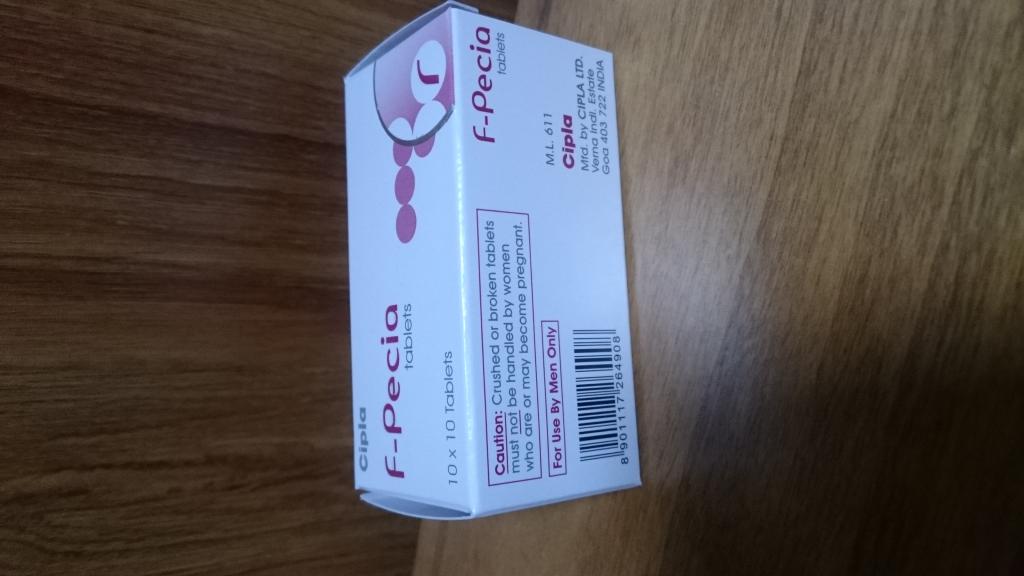 Cipla
F-Pecia
tablets
10 x 10 Tablets
F-Pecia
tablets
M.L. 611
Cipla
Mfd. by CIPLA LTD.
Verna Indl. Estate
Goa 403 722 INDIA
Caution: Crushed or broken tablets
must not be handled by women
who are or may become pregnant.
For Use By Men Only
8 901117 264908